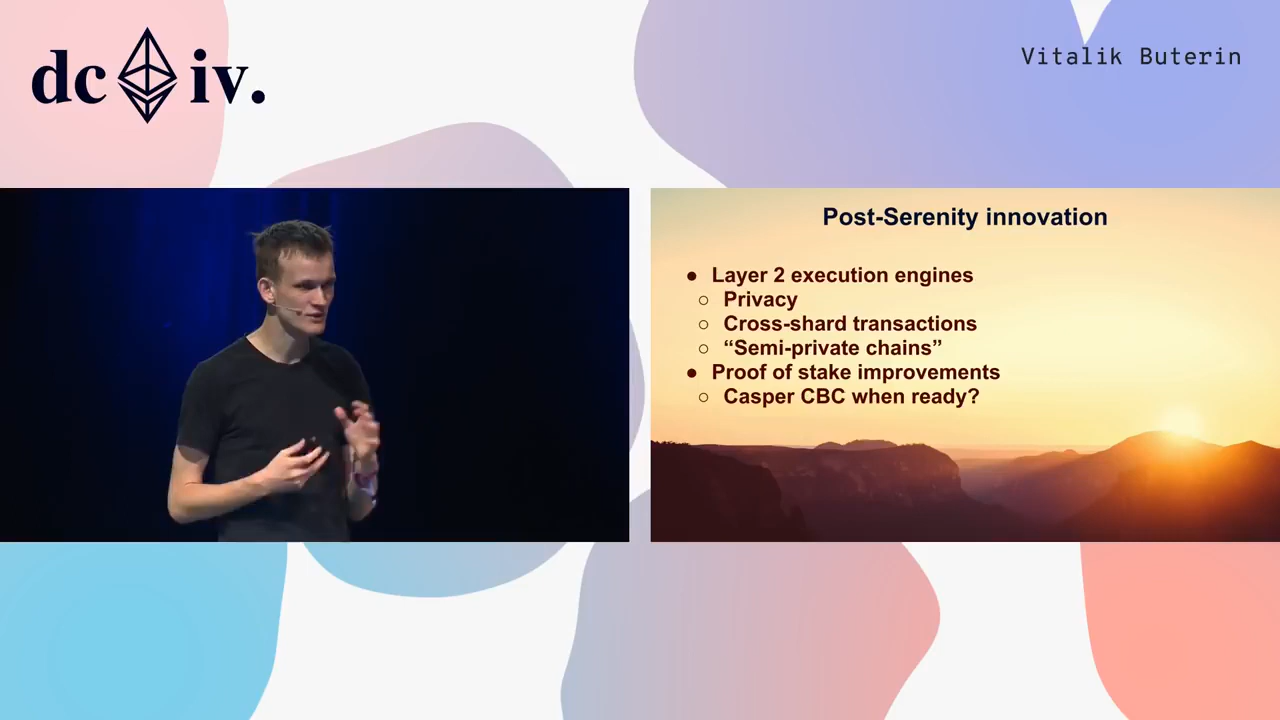 dc iv.
Vitalik Buterin
Post-Serenity innovation
● Layer 2 execution engines
○ Privacy
○ Cross-shard transactions
○ “Semi-private chains”
● Proof of stake improvements
○ Casper CBC when ready?